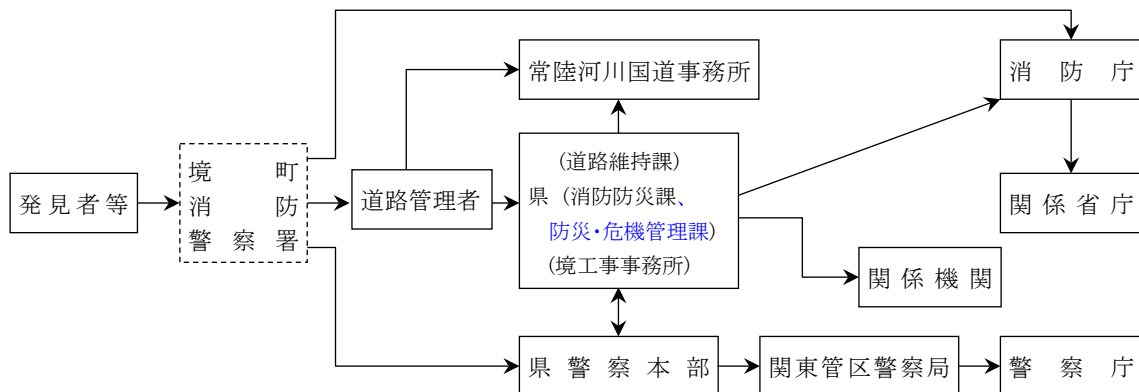 常陸河川国道事務所
消防庁
境町
消防
警察署
発見者等
道路管理者
(道路維持課)
県(消防防災課、
防災・危機管理課)
(境工事事務所)
関係省庁
関係機関
県警察本部
関東管区警察局
警察庁